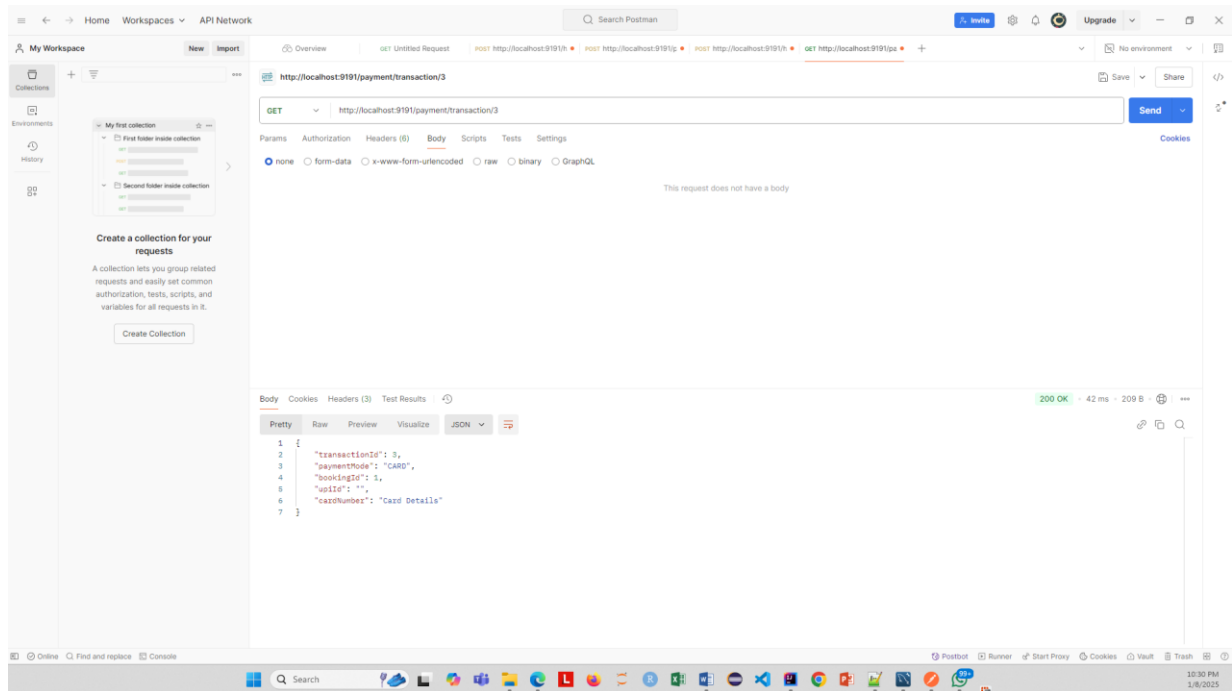 Home Workspaces API Network Search Postman Invite Upgrade
My Workspace New Import Overview GET Untitled Request POST http://localhost:9191/h POST http://localhost:9191/p POST http://localhost:9191/h GET http://localhost:9191/pa + No environment
Collections
Environments
History
My first collection
First folder inside collection
Second folder inside collection
Create a collection for your
requests
A collection lets you group related
requests and easily set common
authorization, tests, scripts, and
variables for all requests in it.
Create Collection
http://localhost:9191/payment/transaction/3 Save Share
GET http://localhost:9191/payment/transaction/3 Send
Params Authorization Headers (6) Body Scripts Tests Settings Cookies
none form-data x-www-form-urlencoded raw binary GraphQL
This request does not have a body
Body Cookies Headers (3) Test Results 200 OK 42 ms 209 B
Pretty Raw Preview Visualize JSON
1 {
2 "transactionId": 3,
3 "paymentMode": "CARD",
4 "bookingId": 1,
5 "upiId": "",
6 "cardNumber": "Card Details"
7 }
Online Find and replace Console Postbot Runner Start Proxy Cookies Vault Trash
Search 99+ 10:30 PM
1/8/2025